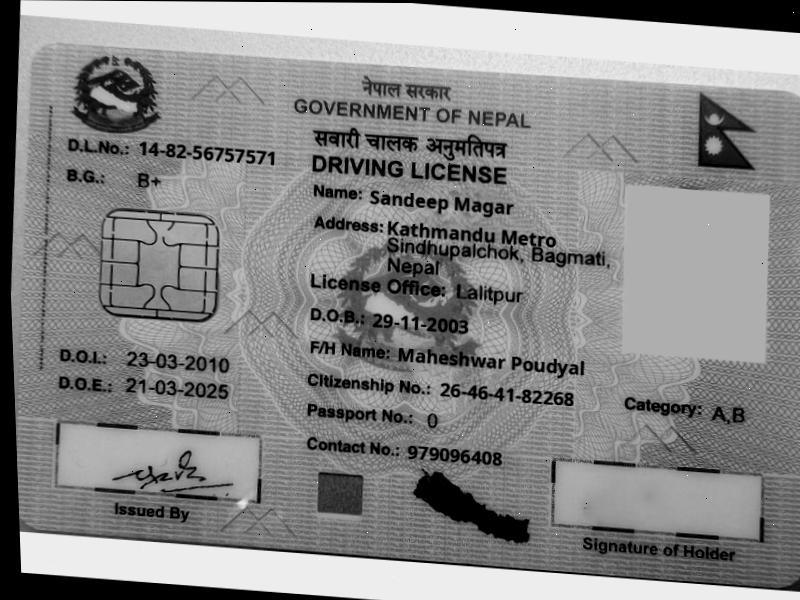 नेपाल सरकार
GOVERNMENT OF NEPAL
सवारी चालक अनुमतिपत्र
DRIVING LICENSE
D.L.No.: 14-82-56757571
B.G.: B+
Name: Sandeep Magar
Address: Kathmandu Metro
Sindhupalchok, Bagmati,
Nepal
License Office: Lalitpur
D.O.B.: 29-11-2003
F/H Name: Maheshwar Poudyal
D.O.I.: 23-03-2010
D.O.E.: 21-03-2025
Citizenship No.: 26-46-41-82268
Category: A,B
Passport No.: 0
Contact No.: 979096408
Issued By
Signature of Holder